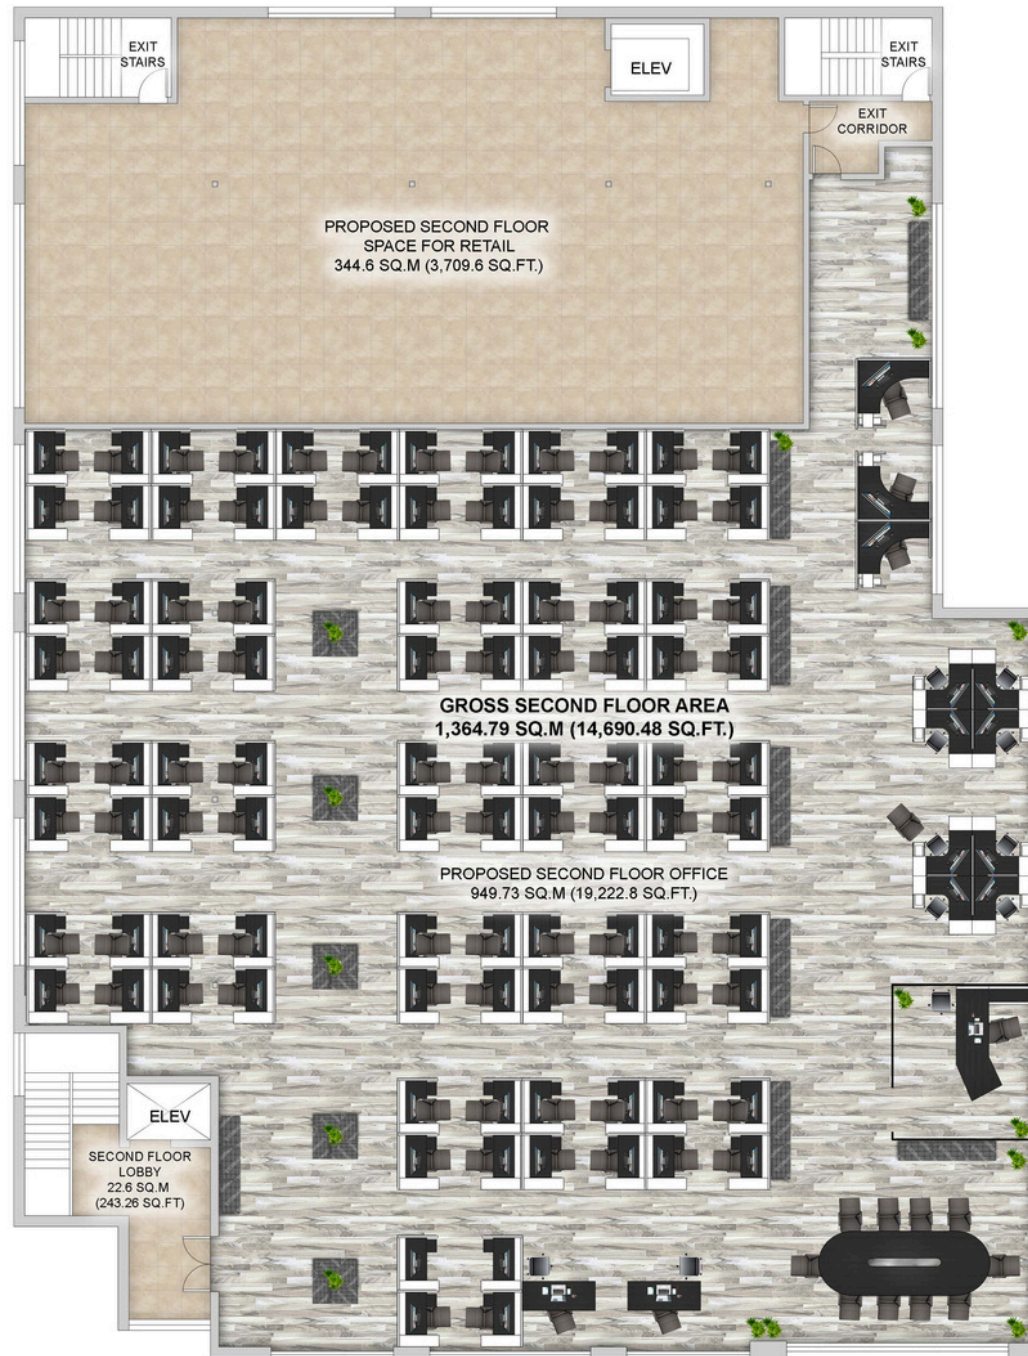 EXIT
STAIRS
ELEV
EXIT
STAIRS
EXIT
CORRIDOR
PROPOSED SECOND FLOOR
SPACE FOR RETAIL
344.6 SQ.M (3,709.6 SQ.FT.)
GROSS SECOND FLOOR AREA
1,364.79 SQ.M (14,690.48 SQ.FT.)
PROPOSED SECOND FLOOR OFFICE
949.73 SQ.M (19,222.8 SQ.FT.)
ELEV
SECOND FLOOR
LOBBY
22.6 SQ.M
(243.26 SQ.FT)